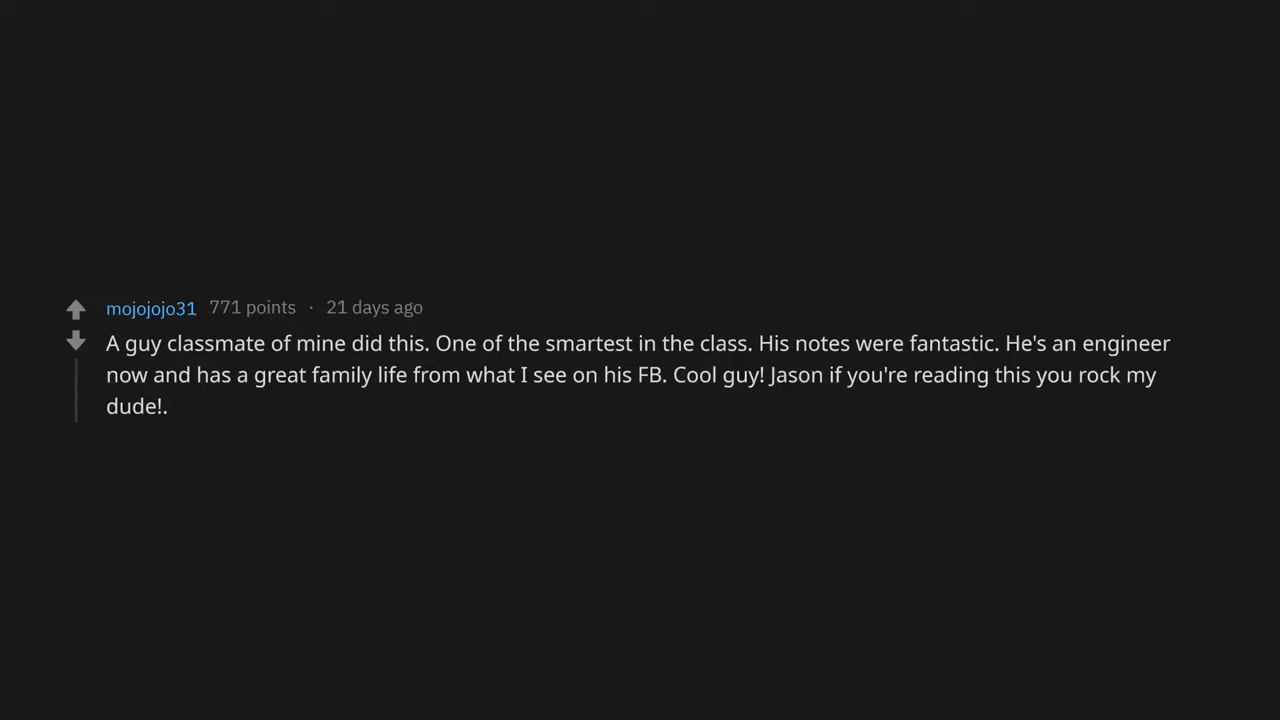 mojojojo31 771 points · 21 days ago
A guy classmate of mine did this. One of the smartest in the class. His notes were fantastic. He's an engineer
now and has a great family life from what I see on his FB. Cool guy! Jason if you're reading this you rock my
dude!.